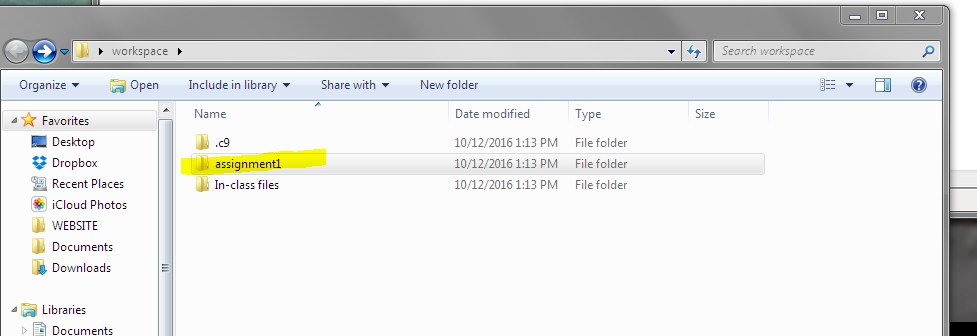 workspace
Search workspace
Organize Open Include in library Share with New folder
Name Date modified Type Size
Favorites
Desktop
Dropbox
Recent Places
iCloud Photos
WEBSITE
Documents
Downloads
Libraries
Documents
.c9 10/12/2016 1:13 PM File folder
assignment1 10/12/2016 1:13 PM File folder
In-class files 10/12/2016 1:13 PM File folder